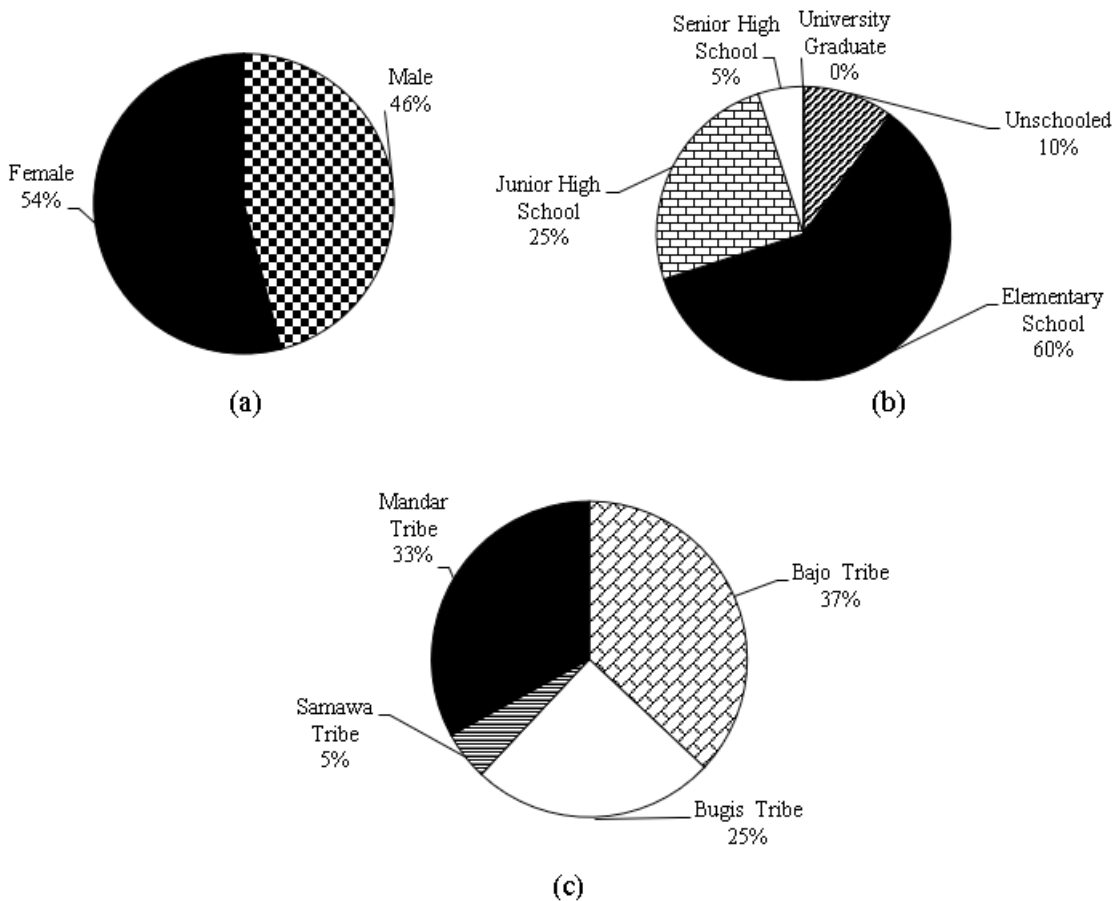 Male
46%
Female
54%
(a)
Senior High
School
5%
University
Graduate
0%
Unschooled
10%
Junior High
School
25%
Elementary
School
60%
(b)
Mandar
Tribe
33%
Bajo Tribe
37%
Samawa
Tribe
5%
Bugis Tribe
25%
(c)